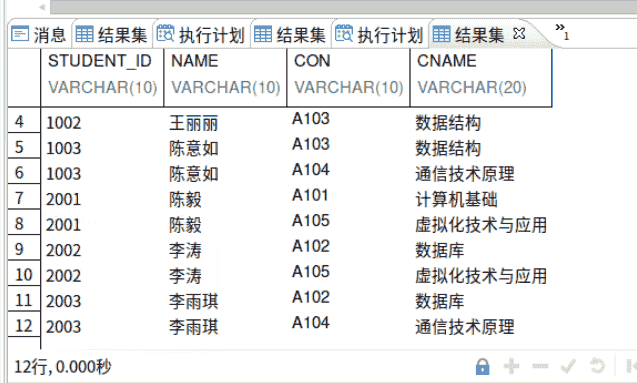 消息 结果集 执行计划 结果集 执行计划 结果集 »1
STUDENT_ID NAME CON CNAME
VARCHAR(10) VARCHAR(10) VARCHAR(10) VARCHAR(20)
4 1002 王丽丽 A103 数据结构
5 1003 陈意如 A103 数据结构
6 1003 陈意如 A104 通信技术原理
7 2001 陈毅 A101 计算机基础
8 2001 陈毅 A105 虚拟化技术与应用
9 2002 李涛 A102 数据库
10 2002 李涛 A105 虚拟化技术与应用
11 2003 李雨琪 A102 数据库
12 2003 李雨琪 A104 通信技术原理
12行, 0.000秒